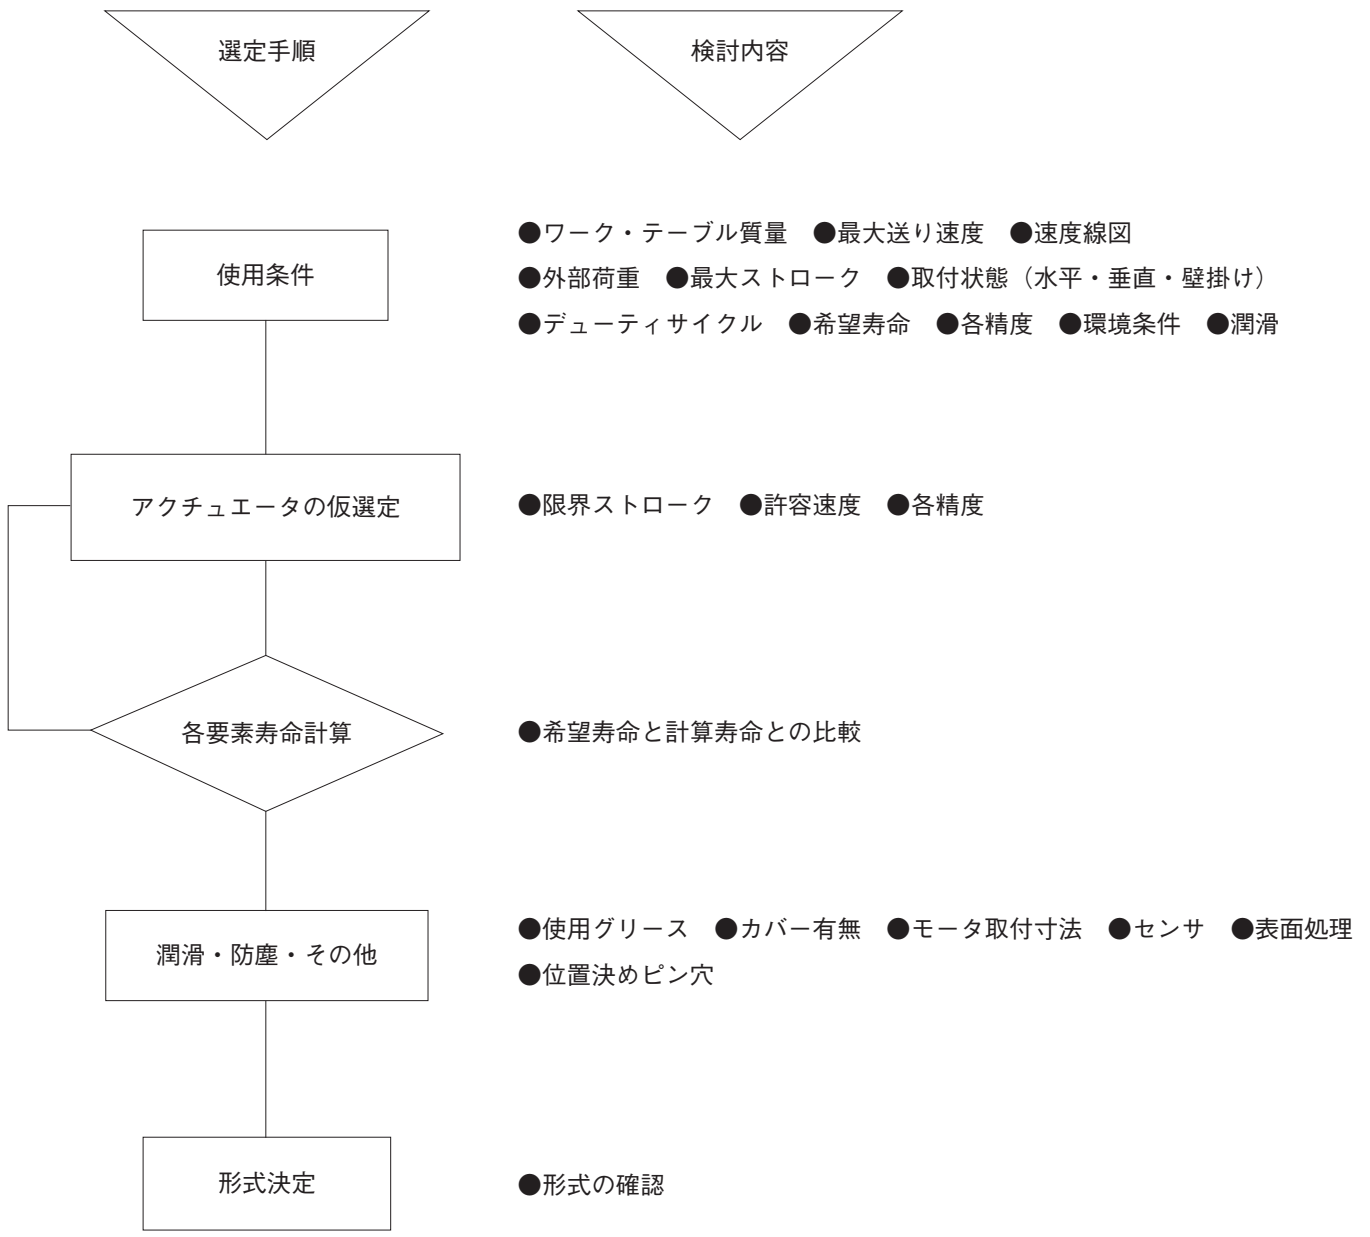 選定手順
検討内容
使用条件
●ワーク・テーブル質量　●最大送り速度　●速度線図
●外部荷重　●最大ストローク　●取付状態（水平・垂直・壁掛け）
●デューティサイクル　●希望寿命　●各精度　●環境条件　●潤滑
アクチュエータの仮選定
●限界ストローク　●許容速度　●各精度
各要素寿命計算
●希望寿命と計算寿命との比較
潤滑・防塵・その他
●使用グリース　●カバー有無　●モータ取付寸法　●センサ　●表面処理
●位置決めピン穴
形式決定
●形式の確認